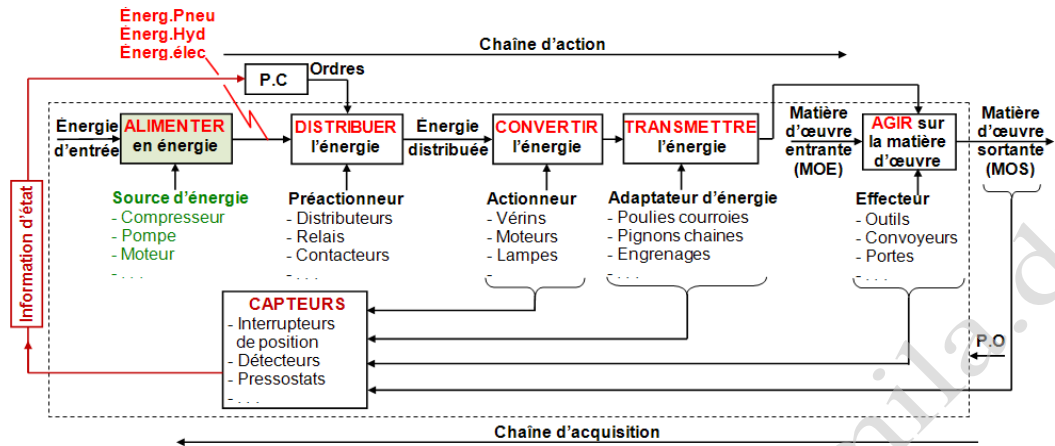 Énerg.Pneu
Énerg.Hyd
Énerg.élec
Chaîne d'action
P.C
Ordres
Énergie
d'entrée
ALIMENTER
en énergie
DISTRIBUER
l'énergie
Énergie
distribuée
CONVERTIR
l'énergie
TRANSMETTRE
l'énergie
Matière
d'œuvre
entrante
(MOE)
AGIR sur
la matière
d'œuvre
Matière
d'œuvre
sortante
(MOS)
Information d'état
Source d'énergie
- Compresseur
- Pompe
- Moteur
- . . .
Préactionneur
- Distributeurs
- Relais
- Contacteurs
- . . .
Actionneur
- Vérins
- Moteurs
- Lampes
-
Adaptateur d'énergie
- Poulies courroies
- Pignons chaines
- Engrenages
- . . .
Effecteur
- Outils
- Convoyeurs
- Portes
- . . .
CAPTEURS
- Interrupteurs
de position
- Détecteurs
- Pressostats
- . . .
P.O
Chaîne d'acquisition
mila.d